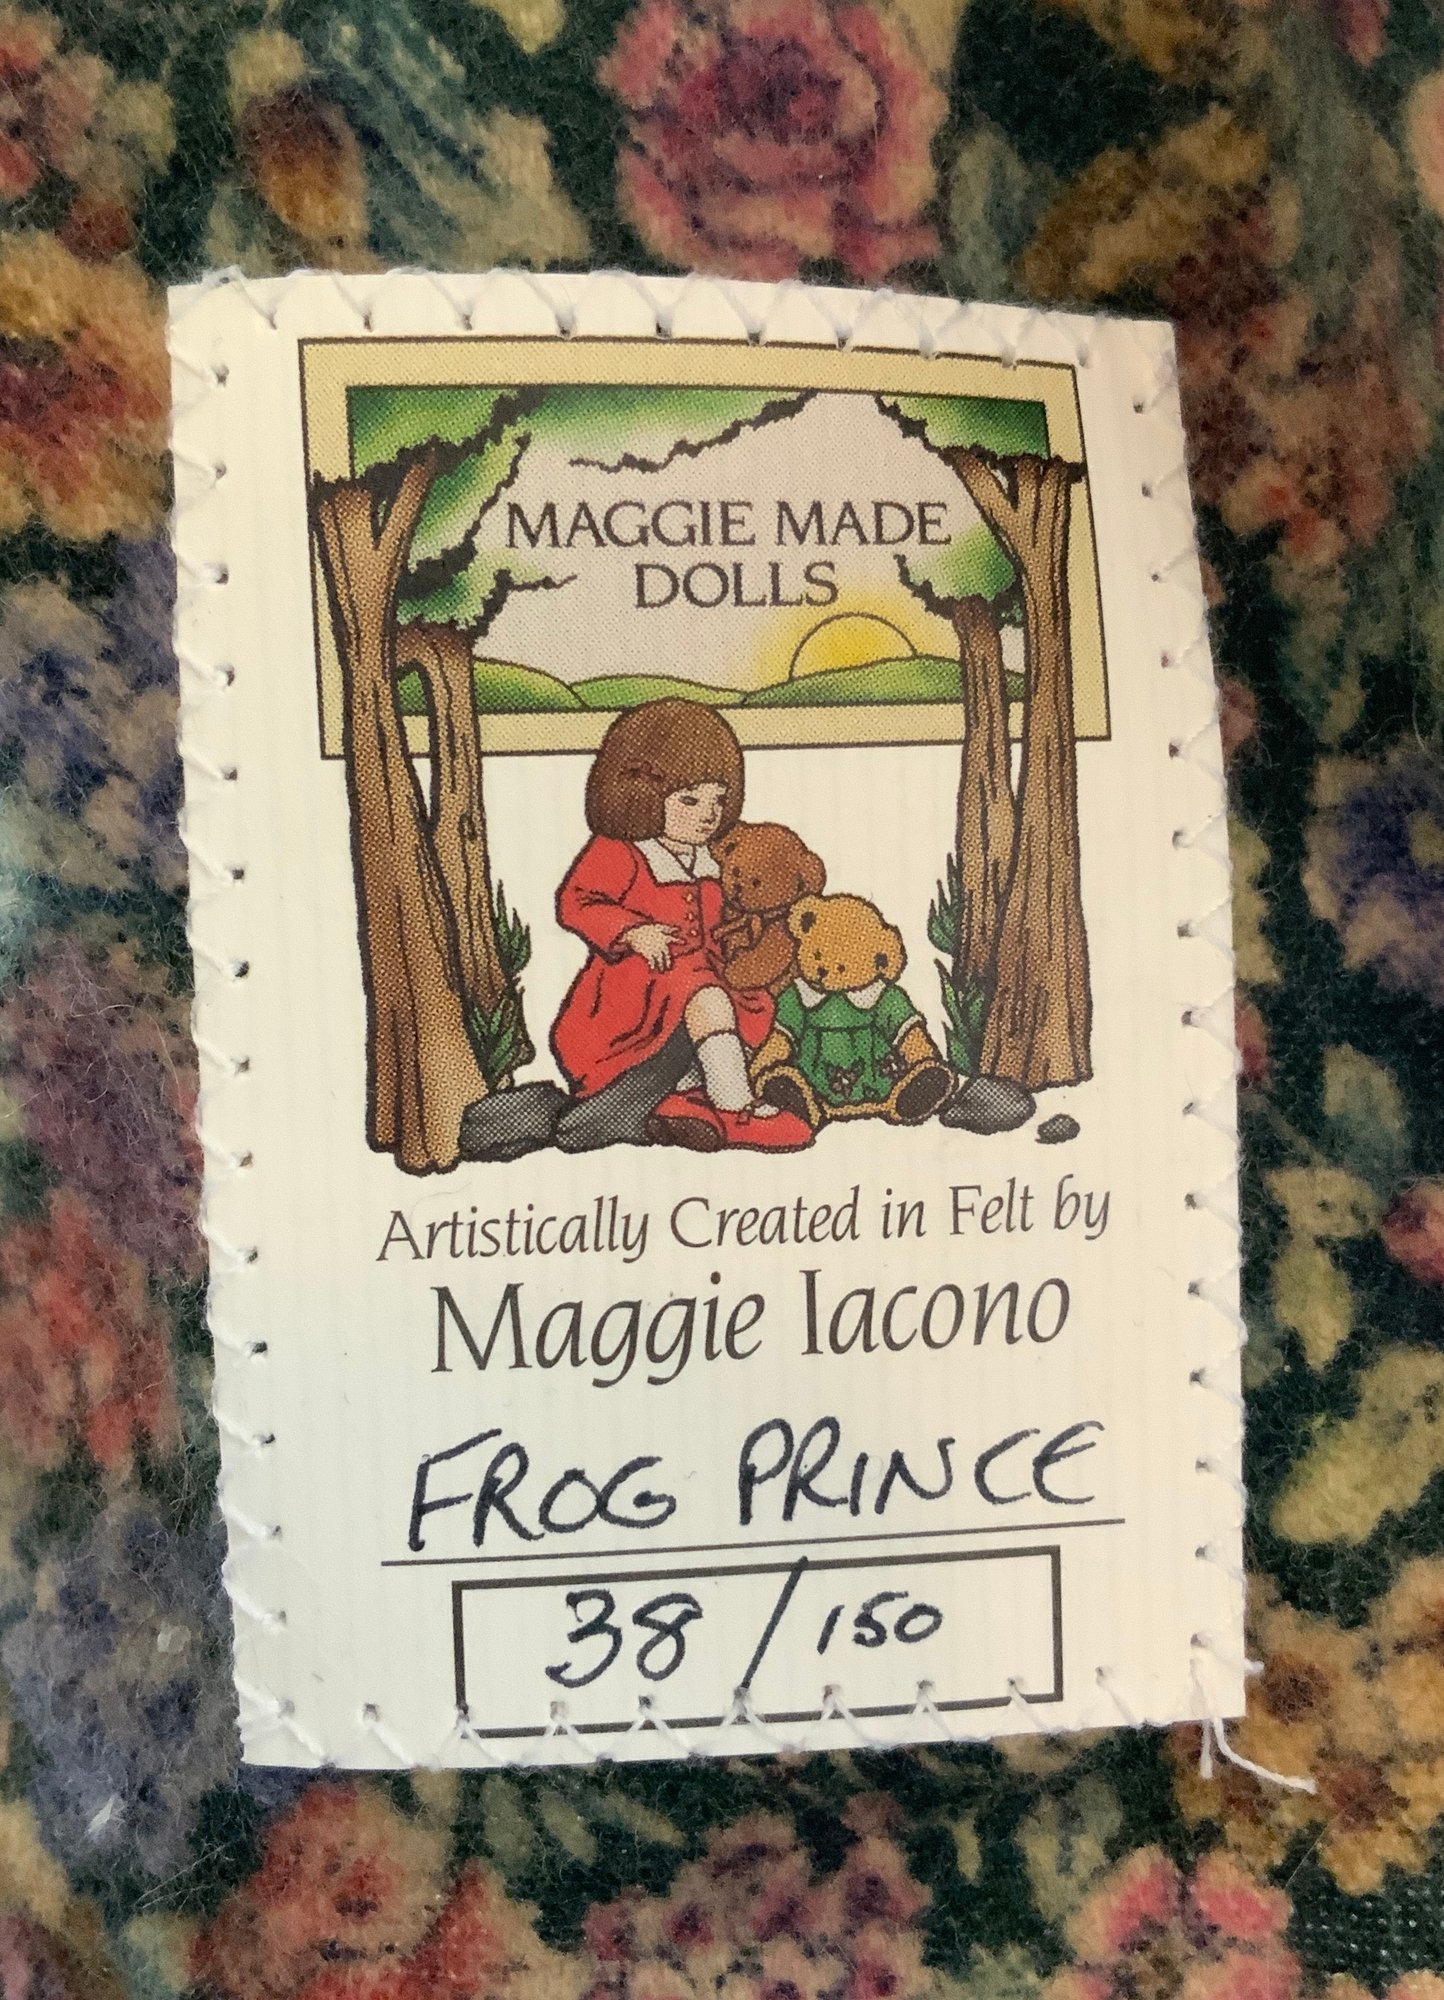 MAGGIE MADE
DOLLS
Artistically Created in Felt by
Maggie Iacono
FROG PRINCE
38/150